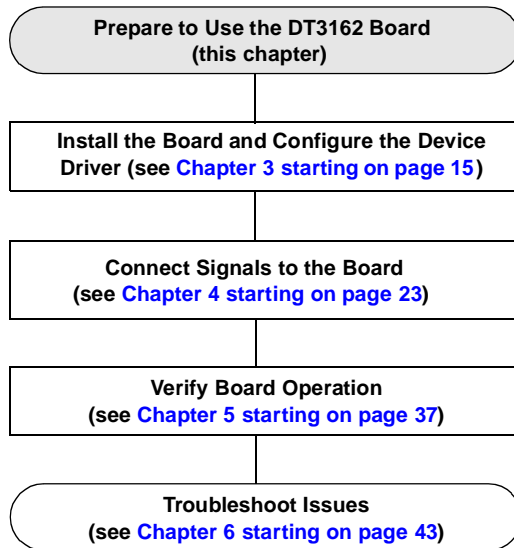 Prepare to Use the DT3162 Board
(this chapter)
Install the Board and Configure the Device
Driver (see Chapter 3 starting on page 15)
Connect Signals to the Board
(see Chapter 4 starting on page 23)
Verify Board Operation
(see Chapter 5 starting on page 37)
Troubleshoot Issues
(see Chapter 6 starting on page 43)